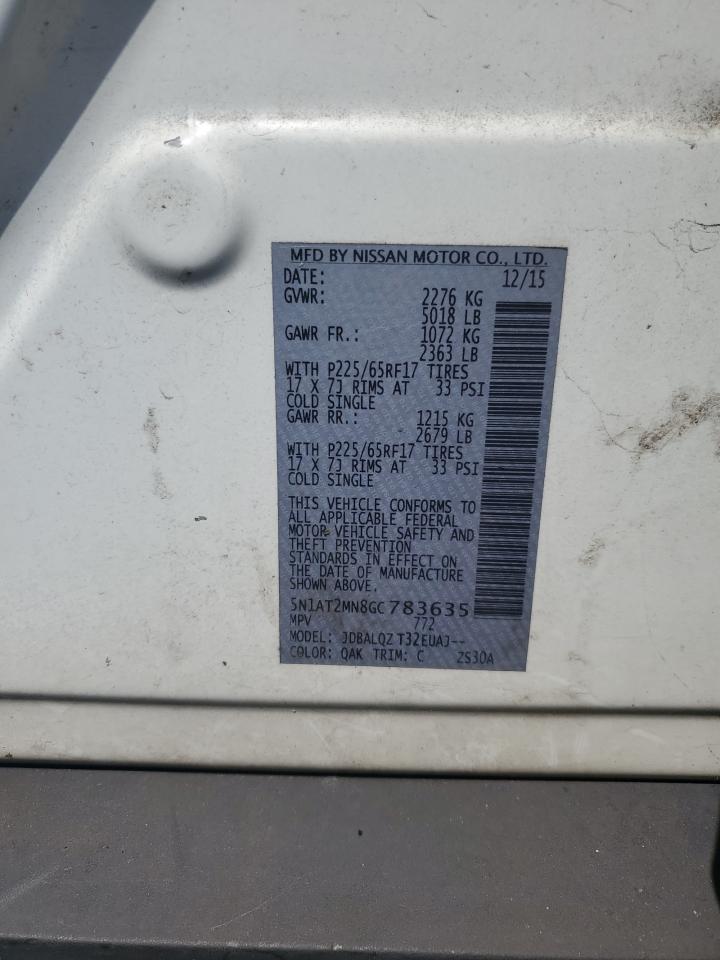 MFD BY NISSAN MOTOR CO., LTD.
DATE: 12/15
GVWR: 2276 KG
5018 LB
GAWR FR.: 1072 KG
2363 LB
WITH P225/65RF17 TIRES
17 X 7J RIMS AT 33 PSI
COLD SINGLE
GAWR RR.: 1215 KG
2679 LB
WITH P225/65RF17 TIRES
17 X 7J RIMS AT 33 PSI
COLD SINGLE
THIS VEHICLE CONFORMS TO
ALL APPLICABLE FEDERAL
MOTOR VEHICLE SAFETY AND
THEFT PREVENTION
STANDARDS IN EFFECT ON
THE DATE OF MANUFACTURE
SHOWN ABOVE.
5N1AT2MN8GC783635
MPV 772
MODEL: JDBALQZ T32EUAJ--
COLOR: QAK TRIM: C ZS30A